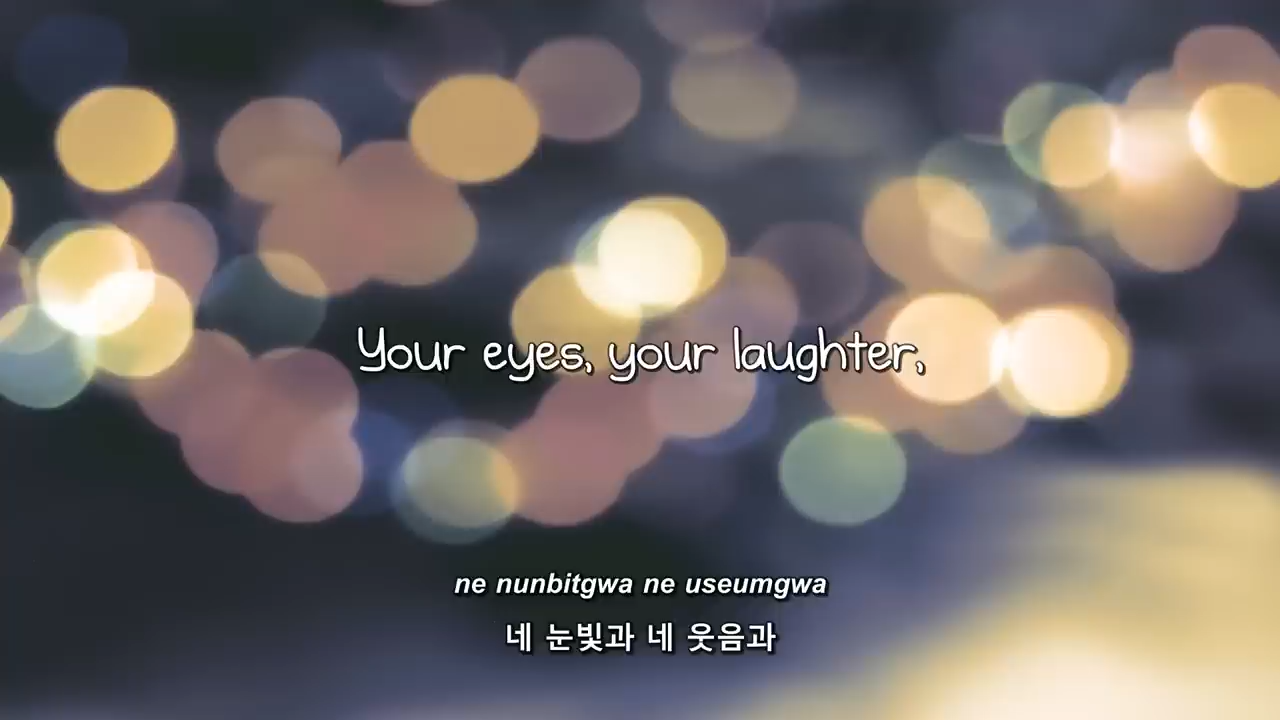 Your eyes, your laughter,
ne nunbitgwa ne useumgwa
네 눈빛과 네 웃음과